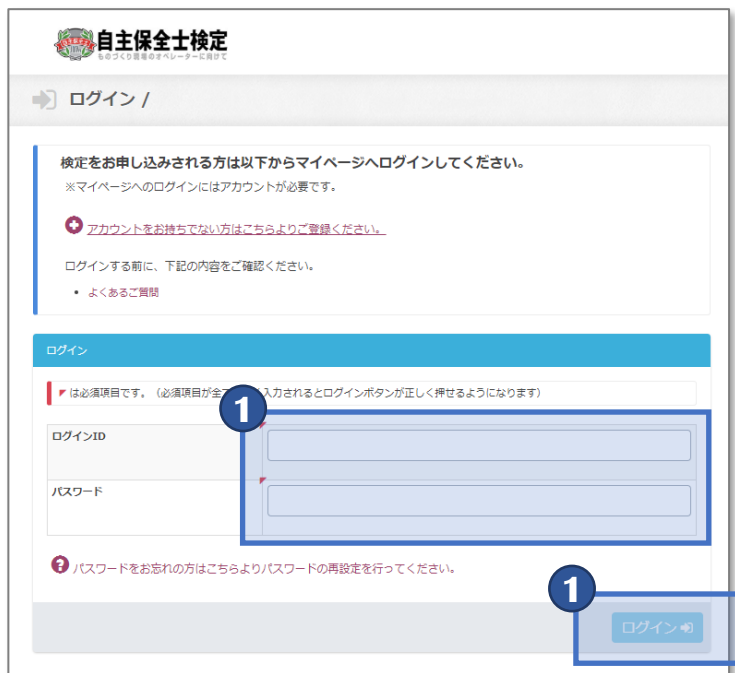 自主保全士検定
ものづくり現場のオペレーターに向けて
ログイン /
検定をお申し込みされる方は以下からマイページへログインしてください。
※マイページへのログインにはアカウントが必要です。
アカウントをお持ちでない方はこちらよりご登録ください。
ログインする前に、下記の内容をご確認ください。
• よくあるご質問
ログイン
は必須項目です。（必須項目が全て 入力されるとログインボタンが正しく押せるようになります）
1
ログインID
パスワード
? パスワードをお忘れの方はこちらよりパスワードの再設定を行ってください。
1
ログイン